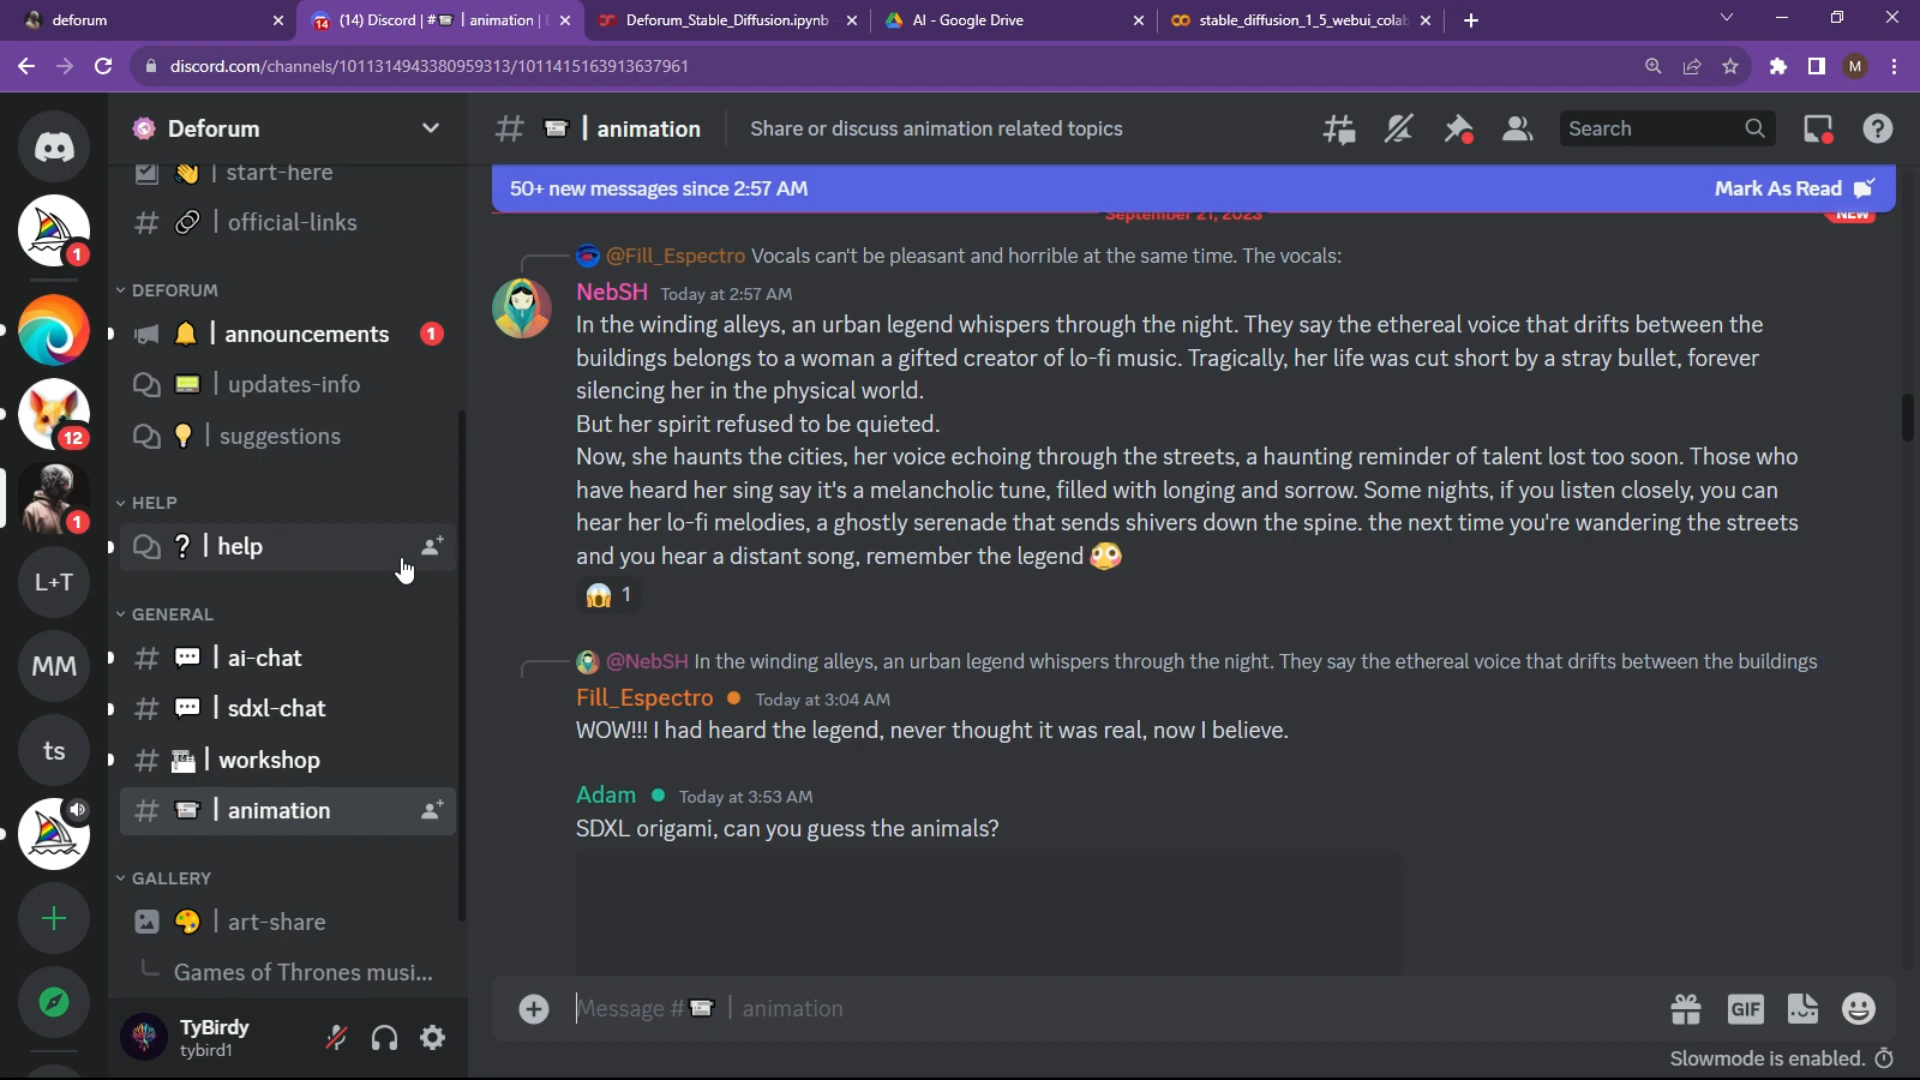 deforum
(14) Discord | # | animation |
Deforum_Stable_Diffusion.ipynb
AI - Google Drive
stable_diffusion_1_5_webui_colab
discord.com/channels/1011314943380959313/1011415163913637961
M
Deforum
# | animation
Share or discuss animation related topics
Search
50+ new messages since 2:57 AM
Mark As Read
September 21, 2023
NEW
| start-here
# | official-links
DEFORUM
| announcements
1
| updates-info
| suggestions
HELP
? | help
GENERAL
# | ai-chat
# | sdxl-chat
# | workshop
# | animation
GALLERY
| art-share
Games of Thrones musi...
TyBirdy
tybird1
1
12
1
L+T
MM
ts
@Fill_Espectro Vocals can't be pleasant and horrible at the same time. The vocals:
NebSH Today at 2:57 AM
In the winding alleys, an urban legend whispers through the night. They say the ethereal voice that drifts between the
buildings belongs to a woman a gifted creator of lo-fi music. Tragically, her life was cut short by a stray bullet, forever
silencing her in the physical world.
But her spirit refused to be quieted.
Now, she haunts the cities, her voice echoing through the streets, a haunting reminder of talent lost too soon. Those who
have heard her sing say it's a melancholic tune, filled with longing and sorrow. Some nights, if you listen closely, you can
hear her lo-fi melodies, a ghostly serenade that sends shivers down the spine. the next time you're wandering the streets
and you hear a distant song, remember the legend
1
@NebSH In the winding alleys, an urban legend whispers through the night. They say the ethereal voice that drifts between the buildings
Fill_Espectro Today at 3:04 AM
WOW!!! I had heard the legend, never thought it was real, now I believe.
Adam Today at 3:53 AM
SDXL origami, can you guess the animals?
Message # | animation
GIF
Slowmode is enabled.